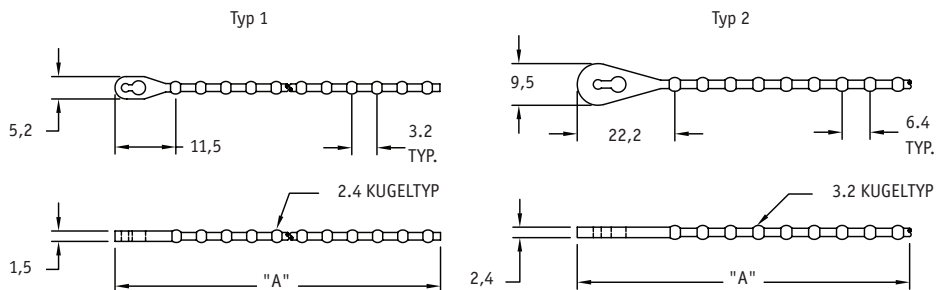 Typ 1
5,2
11,5
3.2
TYP.
2.4 KUGELTYP
1,5
"A"
Typ 2
9,5
22,2
6.4
TYP.
3.2 KUGELTYP
2,4
"A"